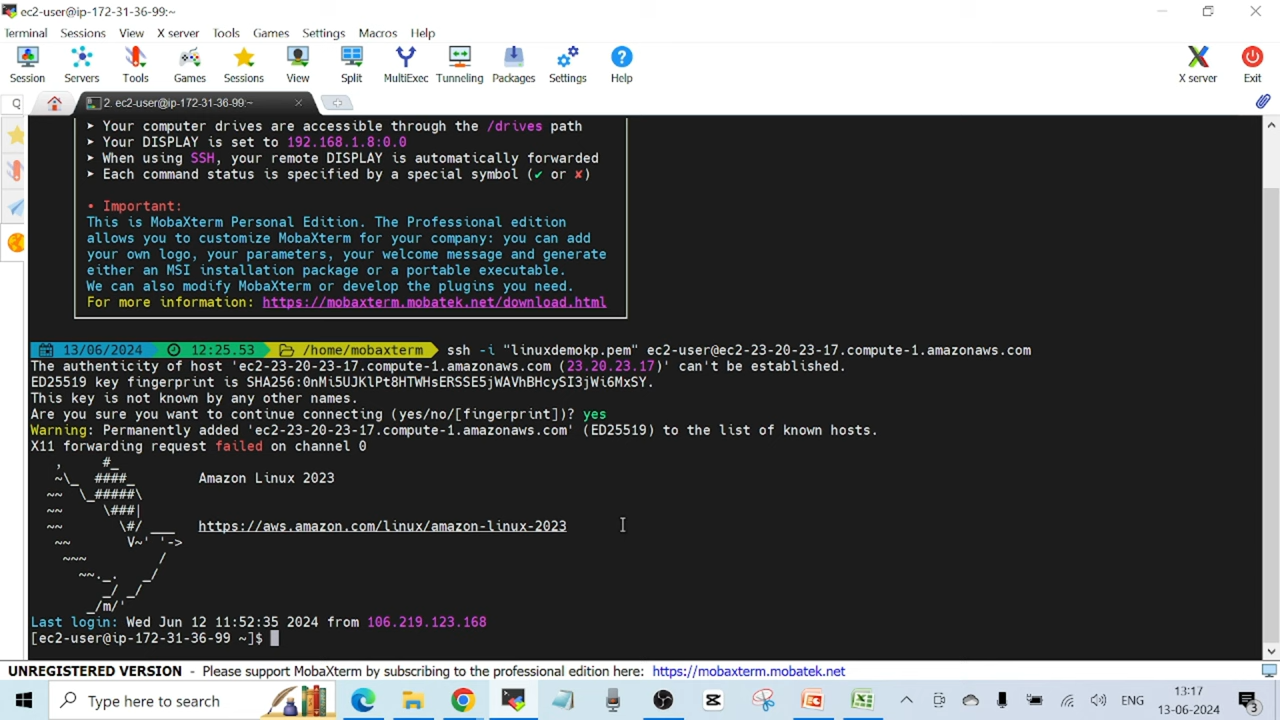 ec2-user@ip-172-31-36-99:~
Terminal Sessions View X server Tools Games Settings Macros Help
Session Servers Tools Games Sessions View Split MultiExec Tunneling Packages Settings Help X server Exit
2. ec2-user@ip-172-31-36-99:~
➤ Your computer drives are accessible through the /drives path
➤ Your DISPLAY is set to 192.168.1.8:0.0
➤ When using SSH, your remote DISPLAY is automatically forwarded
➤ Each command status is specified by a special symbol (✔ or ✘)
• Important:
This is MobaXterm Personal Edition. The Professional edition
allows you to customize MobaXterm for your company: you can add
your own logo, your parameters, your welcome message and generate
either an MSI installation package or a portable executable.
We can also modify MobaXterm or develop the plugins you need.
For more information: https://mobaxterm.mobatek.net/download.html
13/06/2024 12:25.53 /home/mobaxterm ssh -i "linuxdemokp.pem" ec2-user@ec2-23-20-23-17.compute-1.amazonaws.com
The authenticity of host 'ec2-23-20-23-17.compute-1.amazonaws.com (23.20.23.17)' can't be established.
ED25519 key fingerprint is SHA256:0nMi5UJKlPt8HTWHsERSSE5jWAVhBHcySI3jWi6MxSY.
This key is not known by any other names.
Are you sure you want to continue connecting (yes/no/[fingerprint])? yes
Warning: Permanently added 'ec2-23-20-23-17.compute-1.amazonaws.com' (ED25519) to the list of known hosts.
X11 forwarding request failed on channel 0
   ,     #_
   ~\_  ####_        Amazon Linux 2023
  ~~  \_#####\
  ~~     \###|
  ~~       \#/ ___   https://aws.amazon.com/linux/amazon-linux-2023
   ~~       V~' '->
    ~~~         /
      ~~._.   _/
         _/ _/
       _/m/'
Last login: Wed Jun 12 11:52:35 2024 from 106.219.123.168
[ec2-user@ip-172-31-36-99 ~]$
UNREGISTERED VERSION - Please support MobaXterm by subscribing to the professional edition here: https://mobaxterm.mobatek.net
Type here to search
ENG
13:17
13-06-2024
3